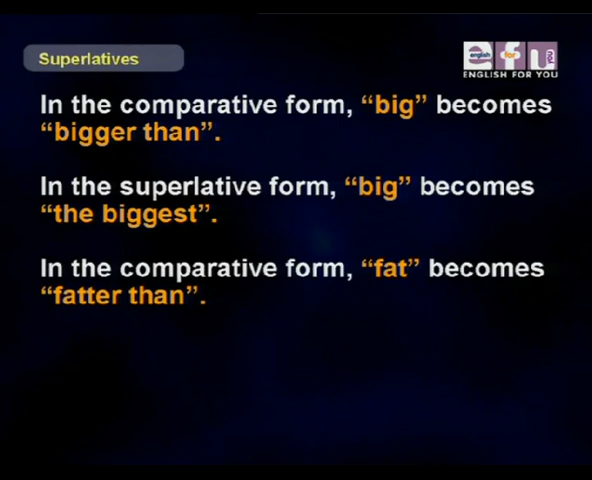 Superlatives
english for you
efu
ENGLISH FOR YOU
In the comparative form, “big” becomes
“bigger than”.
In the superlative form, “big” becomes
“the biggest”.
In the comparative form, “fat” becomes
“fatter than”.